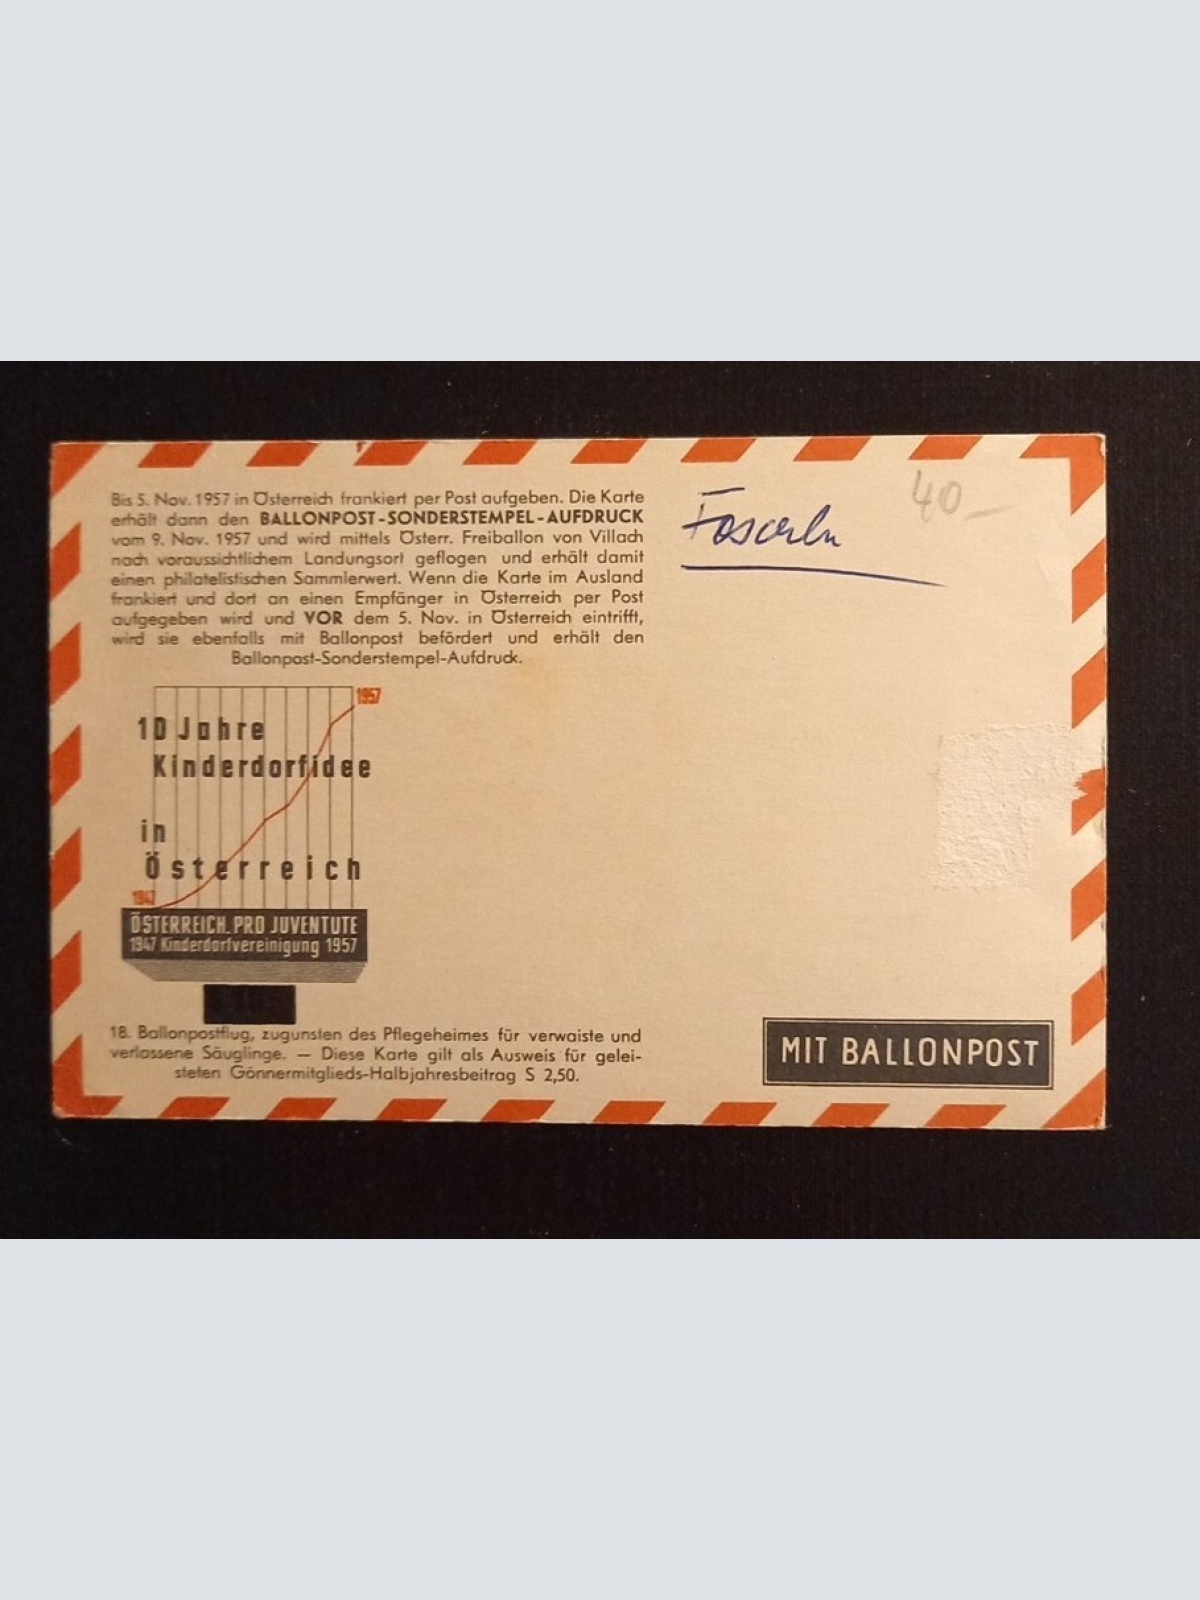 Bis 5. Nov. 1957 in Österreich frankiert per Post aufgeben. Die Karte
erhält dann den BALLONPOST-SONDERSTEMPEL-AUFDRUCK
vom 9. Nov. 1957 und wird mittels Österr. Freiballon von Villach
nach voraussichtlichem Landungsort geflogen und erhält damit
einen philatelistischen Sammlerwert. Wenn die Karte im Ausland
frankiert und dort an einen Empfänger in Österreich per Post
aufgegeben wird und VOR dem 5. Nov. in Österreich eintrifft,
wird sie ebenfalls mit Ballonpost befördert und erhält den
Ballonpost-Sonderstempel-Aufdruck.
40-
1957
10 Jahre
Kinderdorfidee
in
Österreich
1947
ÖSTERREICH. PRO JUVENTUTE
1947 Kinderdorfvereinigung 1957
18. Ballonpostflug, zugunsten des Pflegeheimes für verwaiste und
verlassene Säuglinge. — Diese Karte gilt als Ausweis für gelei-
steten Gönnermitglieds-Halbjahresbeitrag S 2,50.
MIT BALLONPOST